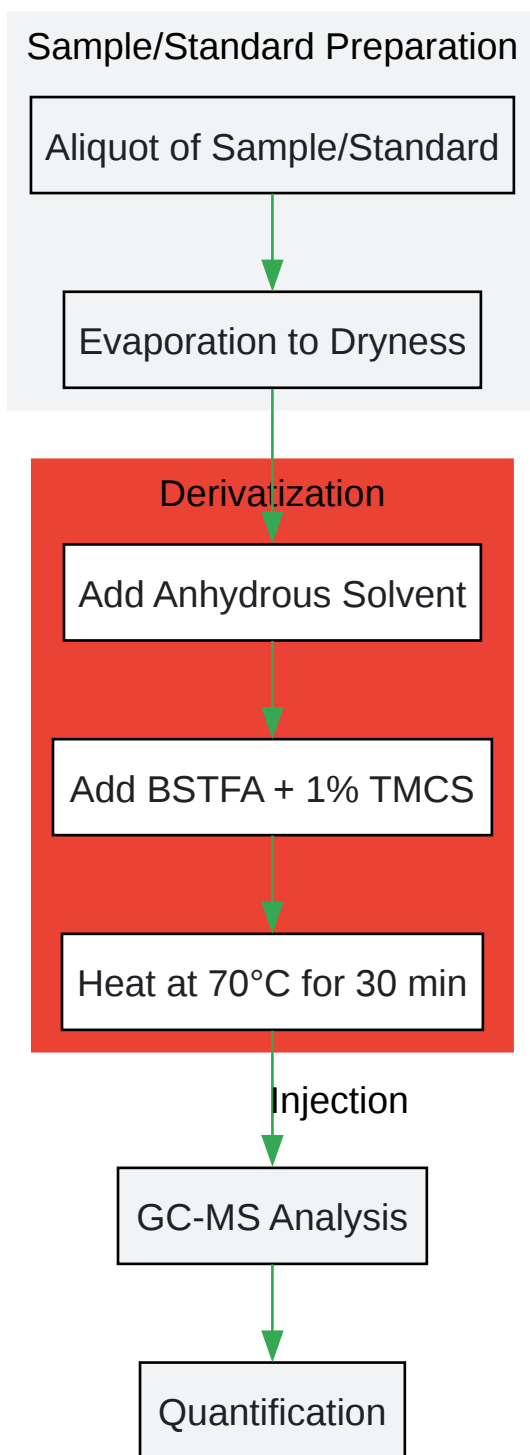 Sample/Standard Preparation
Aliquot of Sample/Standard
Evaporation to Dryness
Derivatization
Add Anhydrous Solvent
Add BSTFA + 1% TMCS
Heat at 70°C for 30 min
Injection
GC-MS Analysis
Quantification